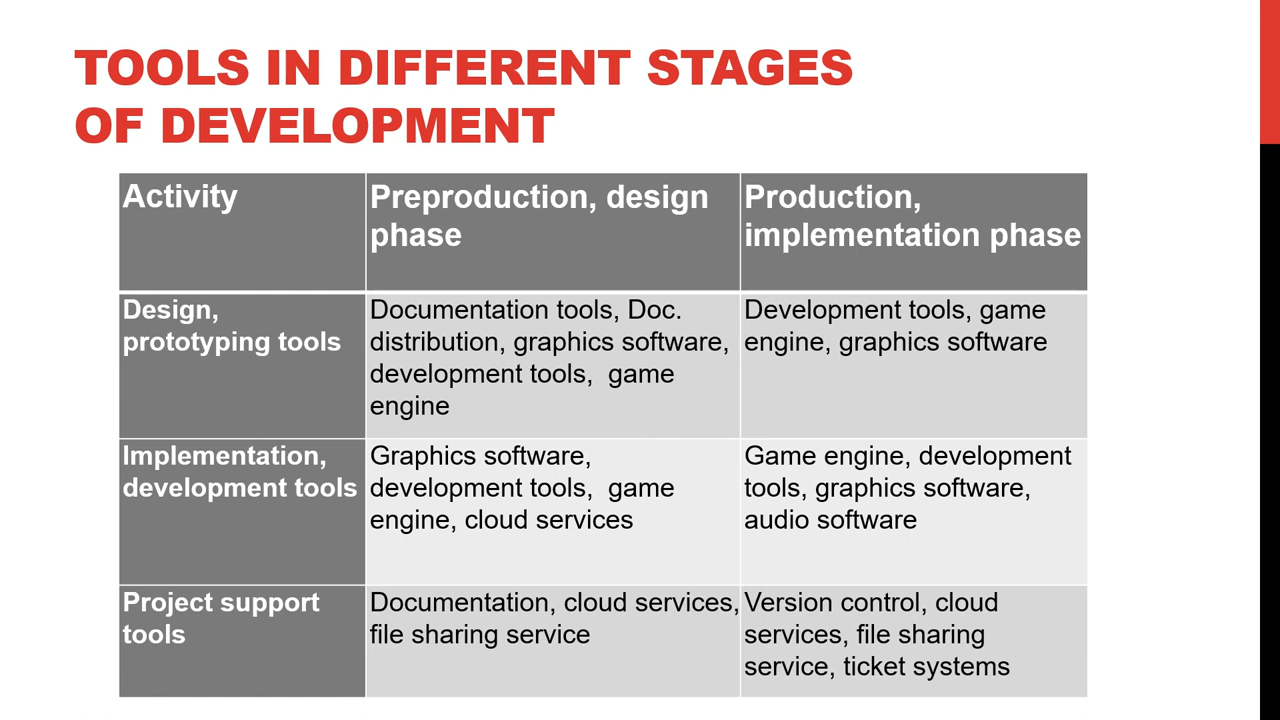 TOOLS IN DIFFERENT STAGES
OF DEVELOPMENT
Activity
Preproduction, design
phase
Production,
implementation phase
Design,
prototyping tools
Documentation tools, Doc.
distribution, graphics software,
development tools,  game
engine
Development tools, game
engine, graphics software
Implementation,
development tools
Graphics software,
development tools,  game
engine, cloud services
Game engine, development
tools, graphics software,
audio software
Project support
tools
Documentation, cloud services,
file sharing service
Version control, cloud
services, file sharing
service, ticket systems